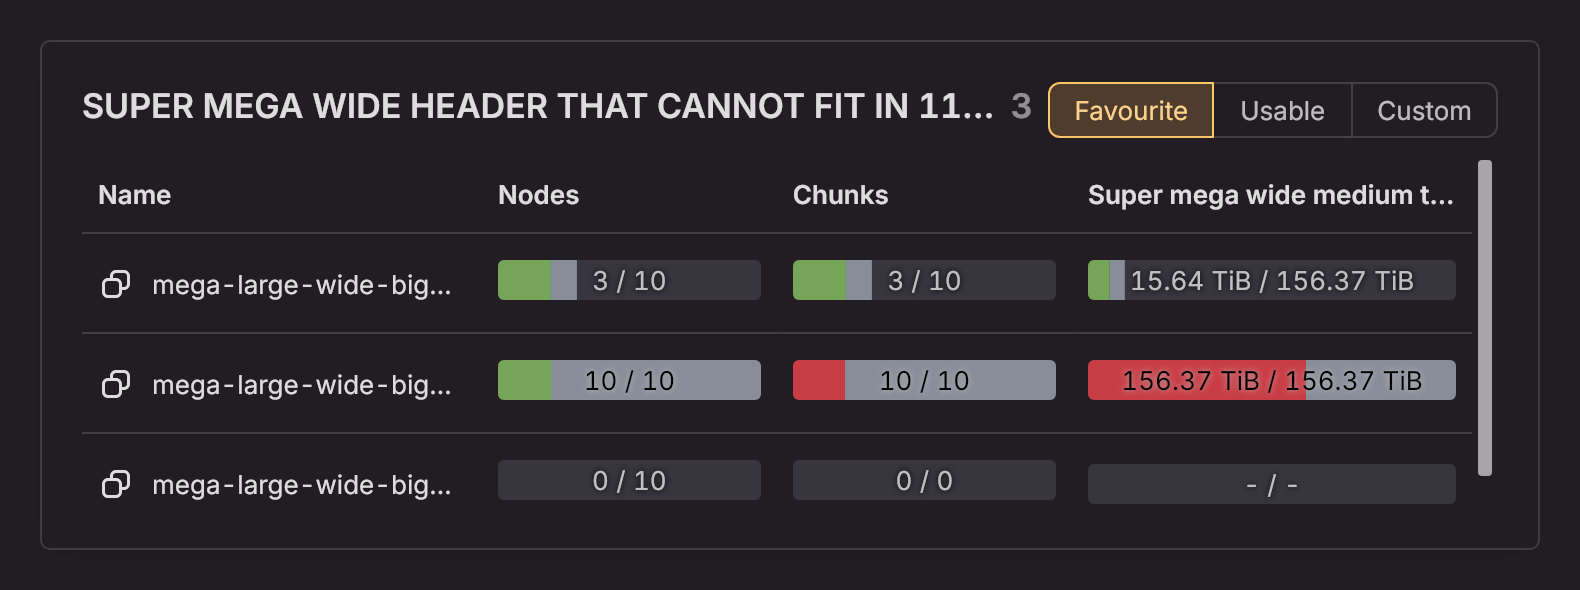 SUPER MEGA WIDE HEADER THAT CANNOT FIT IN 11... 3 Favourite Usable Custom
Name Nodes Chunks Super mega wide medium t...
mega-large-wide-big... 3 / 10 3 / 10 15.64 TiB / 156.37 TiB
mega-large-wide-big... 10 / 10 10 / 10 156.37 TiB / 156.37 TiB
mega-large-wide-big... 0 / 10 0 / 0 - / -